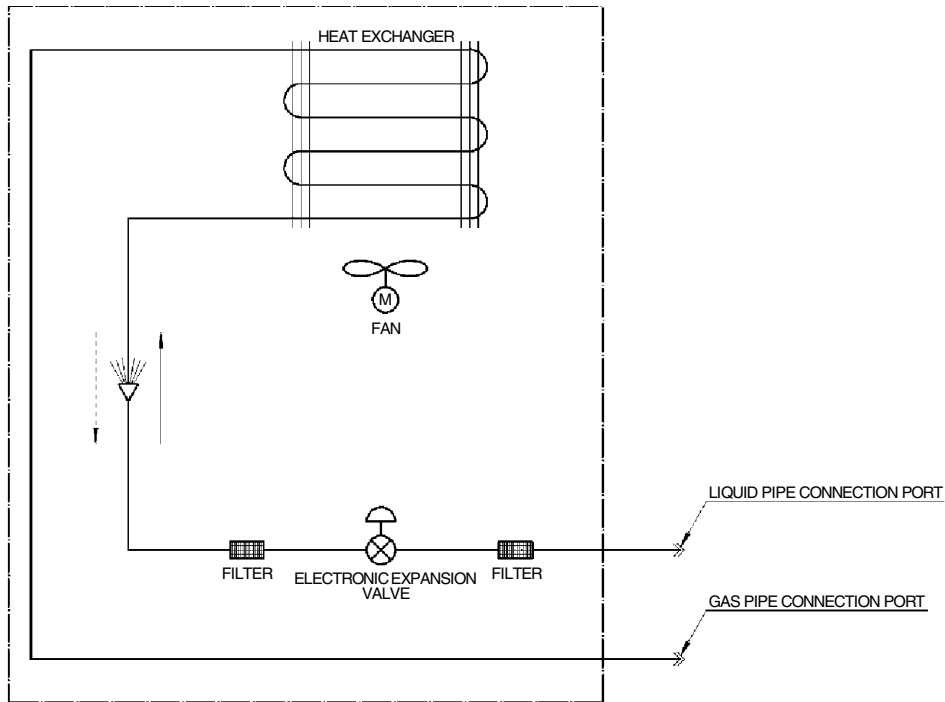 HEAT EXCHANGER
M
FAN
LIQUID PIPE CONNECTION PORT
FILTER
ELECTRONIC EXPANSION
VALVE
FILTER
GAS PIPE CONNECTION PORT